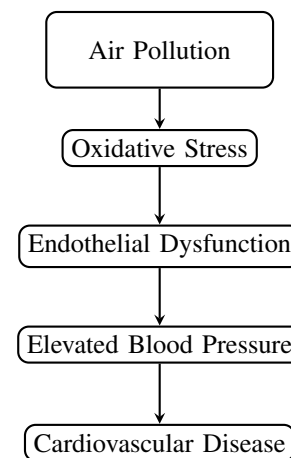 Air Pollution
Oxidative Stress
Endothelial Dysfunction
Elevated Blood Pressure
Cardiovascular Disease